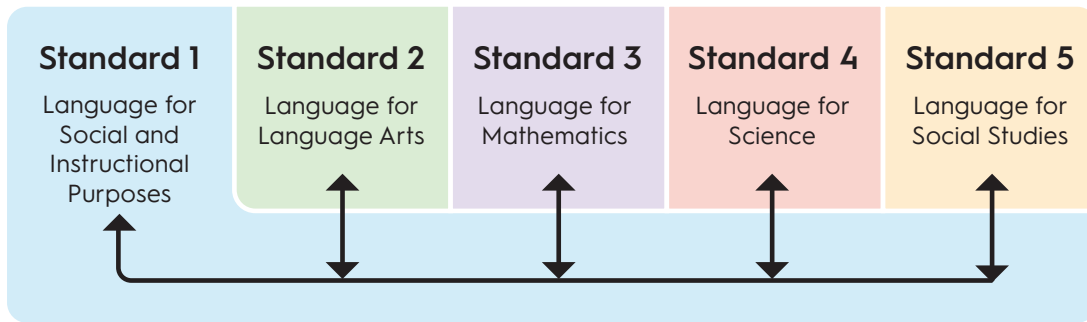 Standard 1
Language for
Social and
Instructional
Purposes
Standard 2
Language for
Language Arts
Standard 3
Language for
Mathematics
Standard 4
Language for
Science
Standard 5
Language for
Social Studies